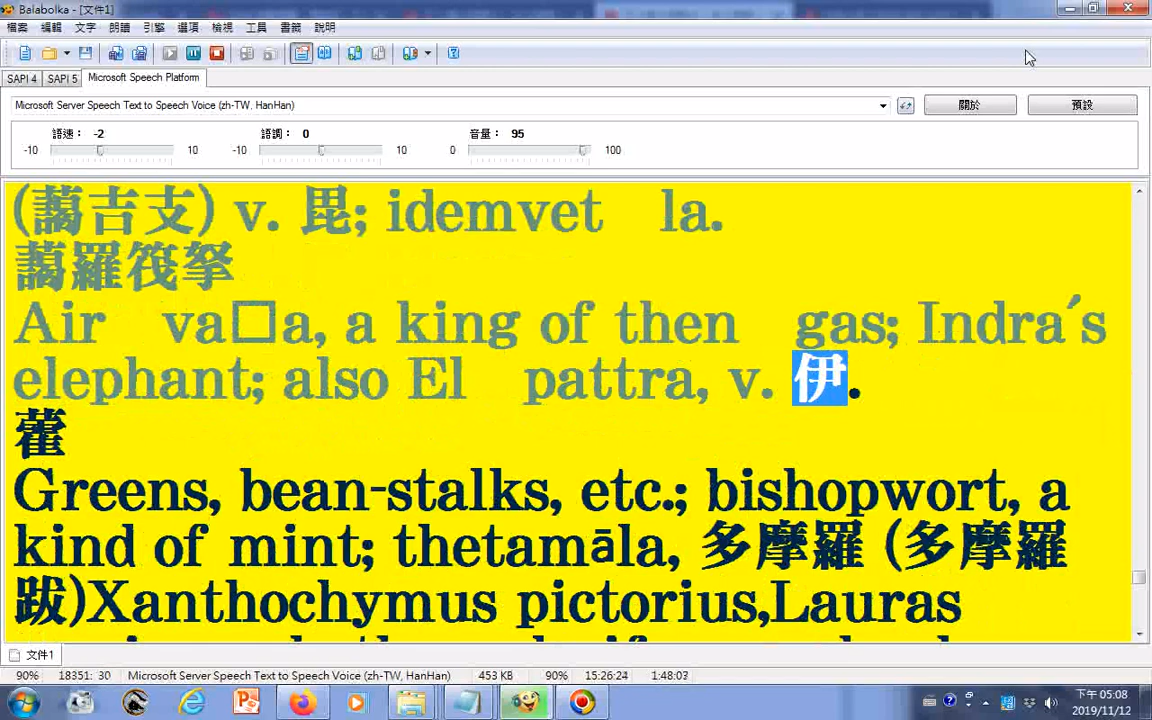 Balabolka - [文件1]
檔案 編輯 文字 朗讀 引擎 選項 檢視 工具 書籤 說明
SAPI 4 SAPI 5 Microsoft Speech Platform
Microsoft Server Speech Text to Speech Voice (zh-TW, HanHan)
關於 預設
語速： -2 語調： 0 音量： 95
-10 10 -10 10 0 100
(藹吉支) v. 毘; idemvet la.
藹羅筏拏
Air va□a, a king of then gas; Indra's
elephant; also El pattra, v. 伊.
藿
Greens, bean-stalks, etc.; bishopwort, a
kind of mint; thetamāla, 多摩羅 (多摩羅
跋)Xanthochymus pictorius,Lauras
文件1
90% 18351: 30 Microsoft Server Speech Text to Speech Voice (zh-TW, HanHan) 453 KB 90% 15:26:24 1:48:03
下午 05:08
2019/11/12